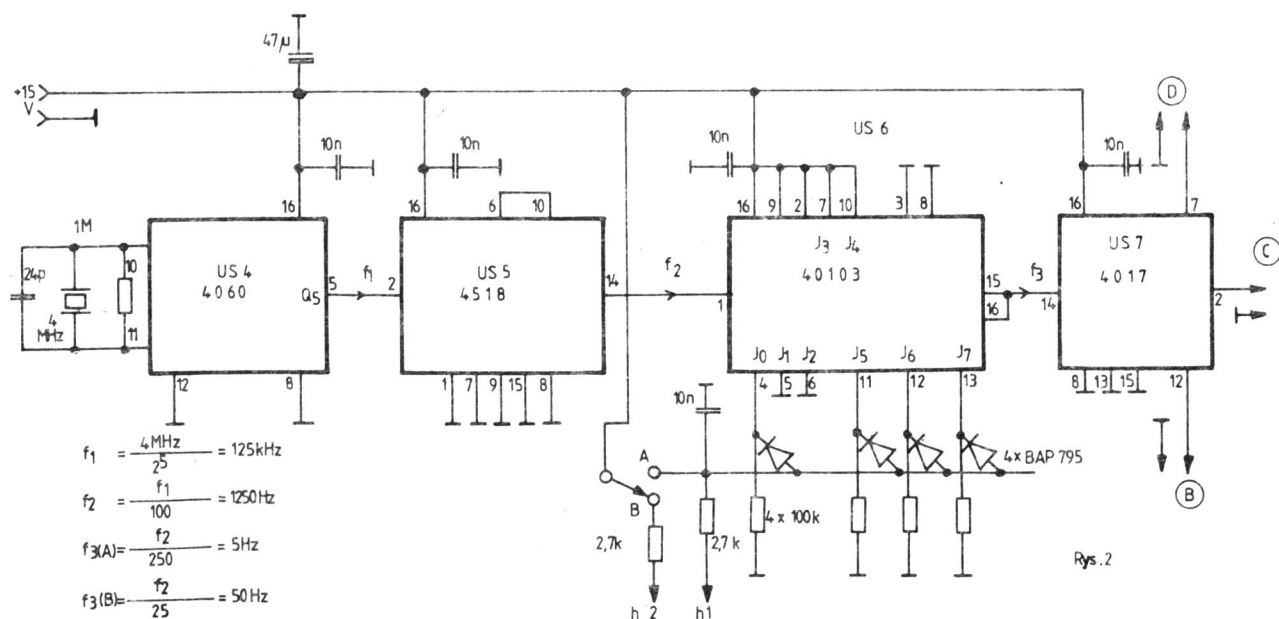 47μ
+15
V
D
10n
10n
10n
US 6
10n
16
16
6
10
16
9
2
7
10
3
8
16
7
1M
24p
4
MHz
10
11
US 4
4060
Q5
5
f1
2
US 5
4518
14
f2
1
J3
J4
40103
15
16
f3
14
US 7
4017
2
C
12
8
1
7
9
15
8
J0
J1
J2
J5
J6
J7
4
5
6
11
12
13
8
13
15
12
10n
A
B
4x BAP 795
B
4 x 100k
2,7k
2,7k
h 2
h1
f1 = 4MHz / 2^5 = 125kHz
f2 = f1 / 100 = 1250Hz
f3(A)= f2 / 250 = 5Hz
f3(B)= f2 / 25 = 50Hz
Rys.2